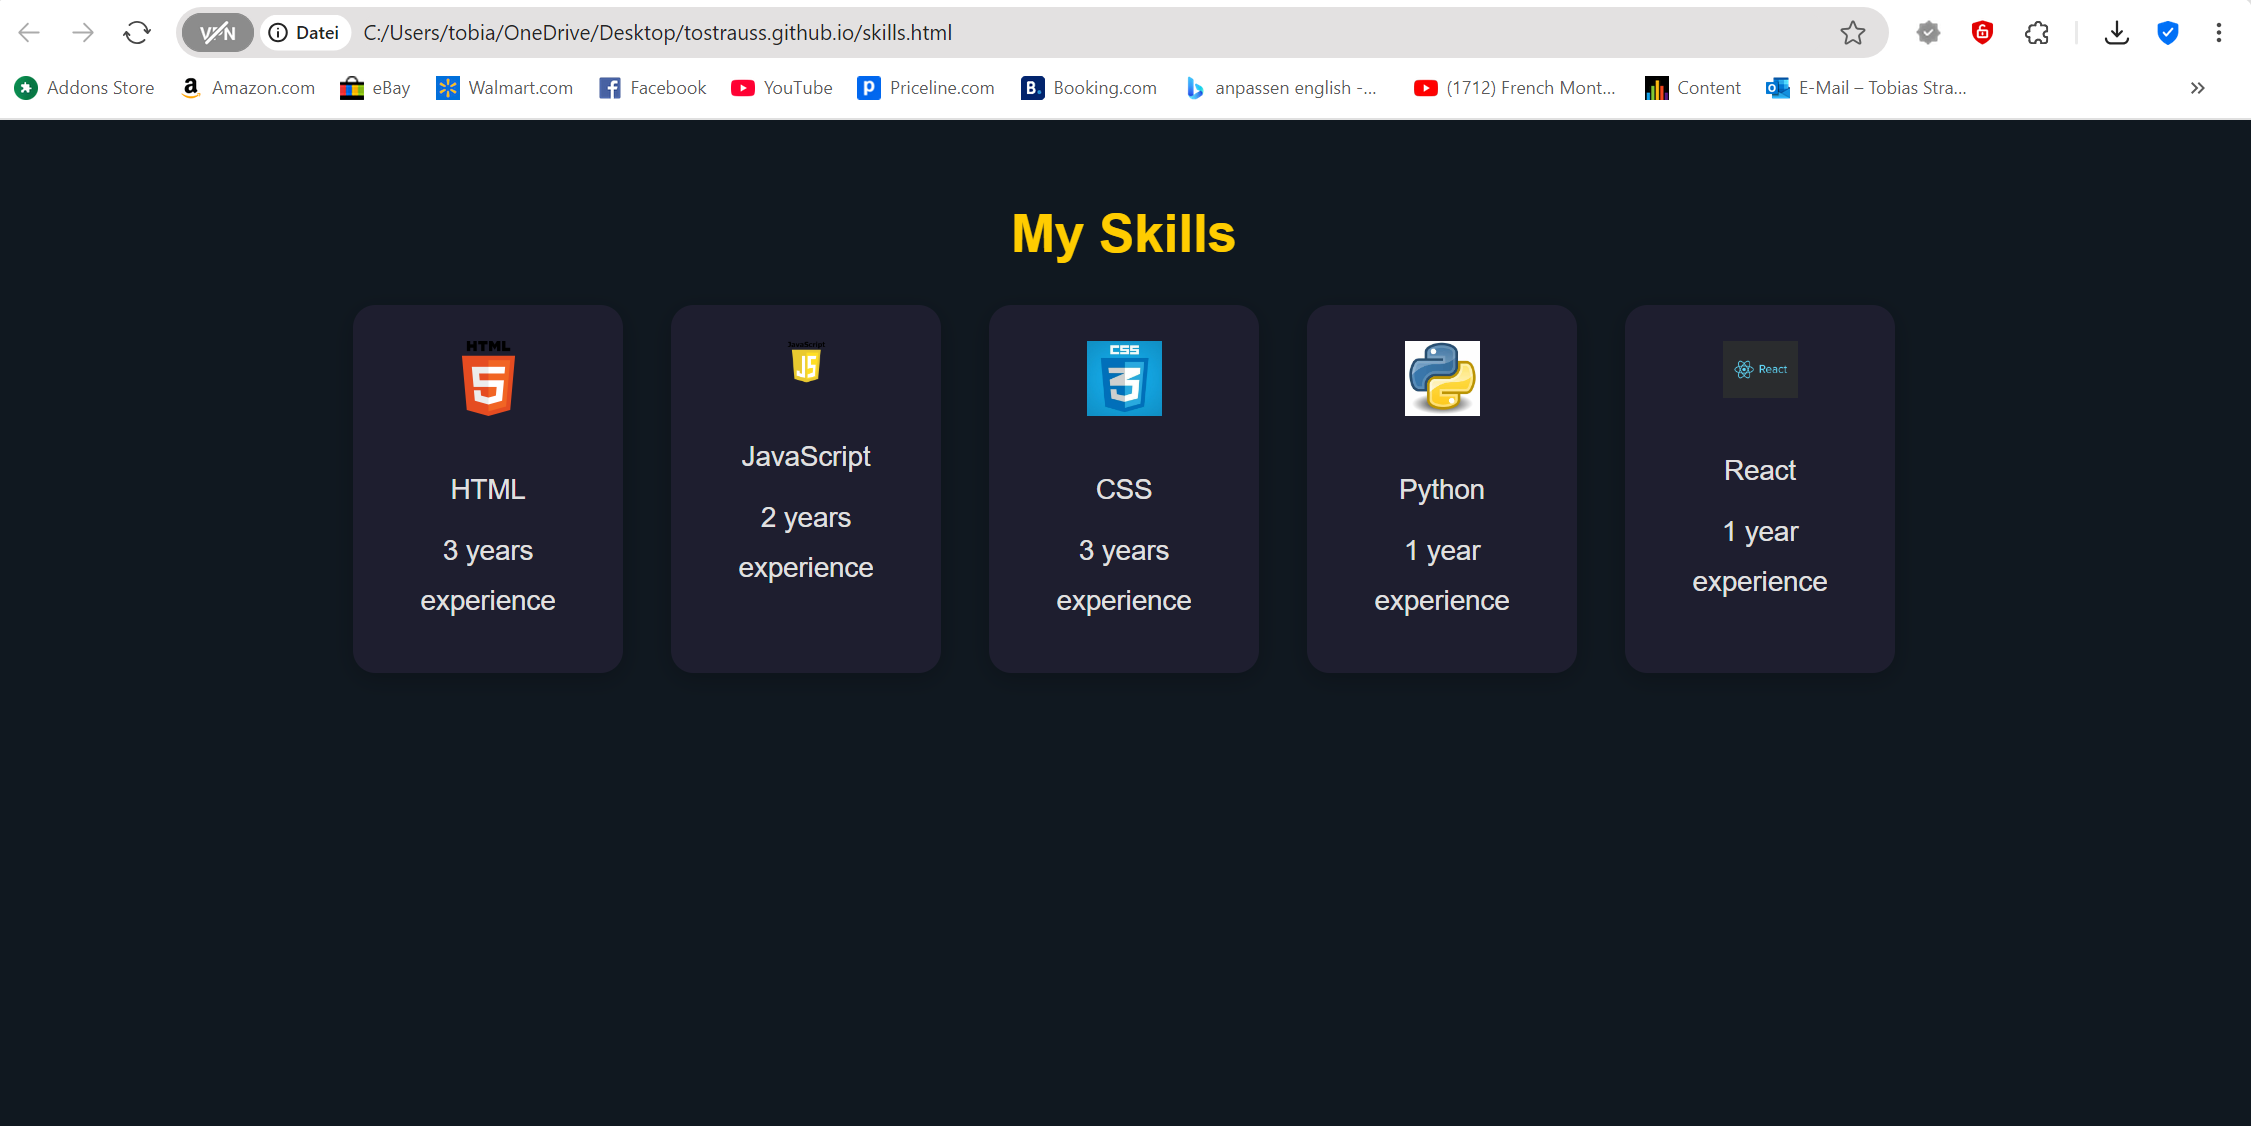 VPN Datei C:/Users/tobia/OneDrive/Desktop/tostrauss.github.io/skills.html
Addons Store Amazon.com eBay Walmart.com Facebook YouTube Priceline.com Booking.com anpassen english -... (1712) French Mont... Content E-Mail – Tobias Stra...
My Skills
HTML
5
HTML
3 years
experience
JavaScript
JS
JavaScript
2 years
experience
CSS
3
CSS
3 years
experience
Python
1 year
experience
React
React
1 year
experience